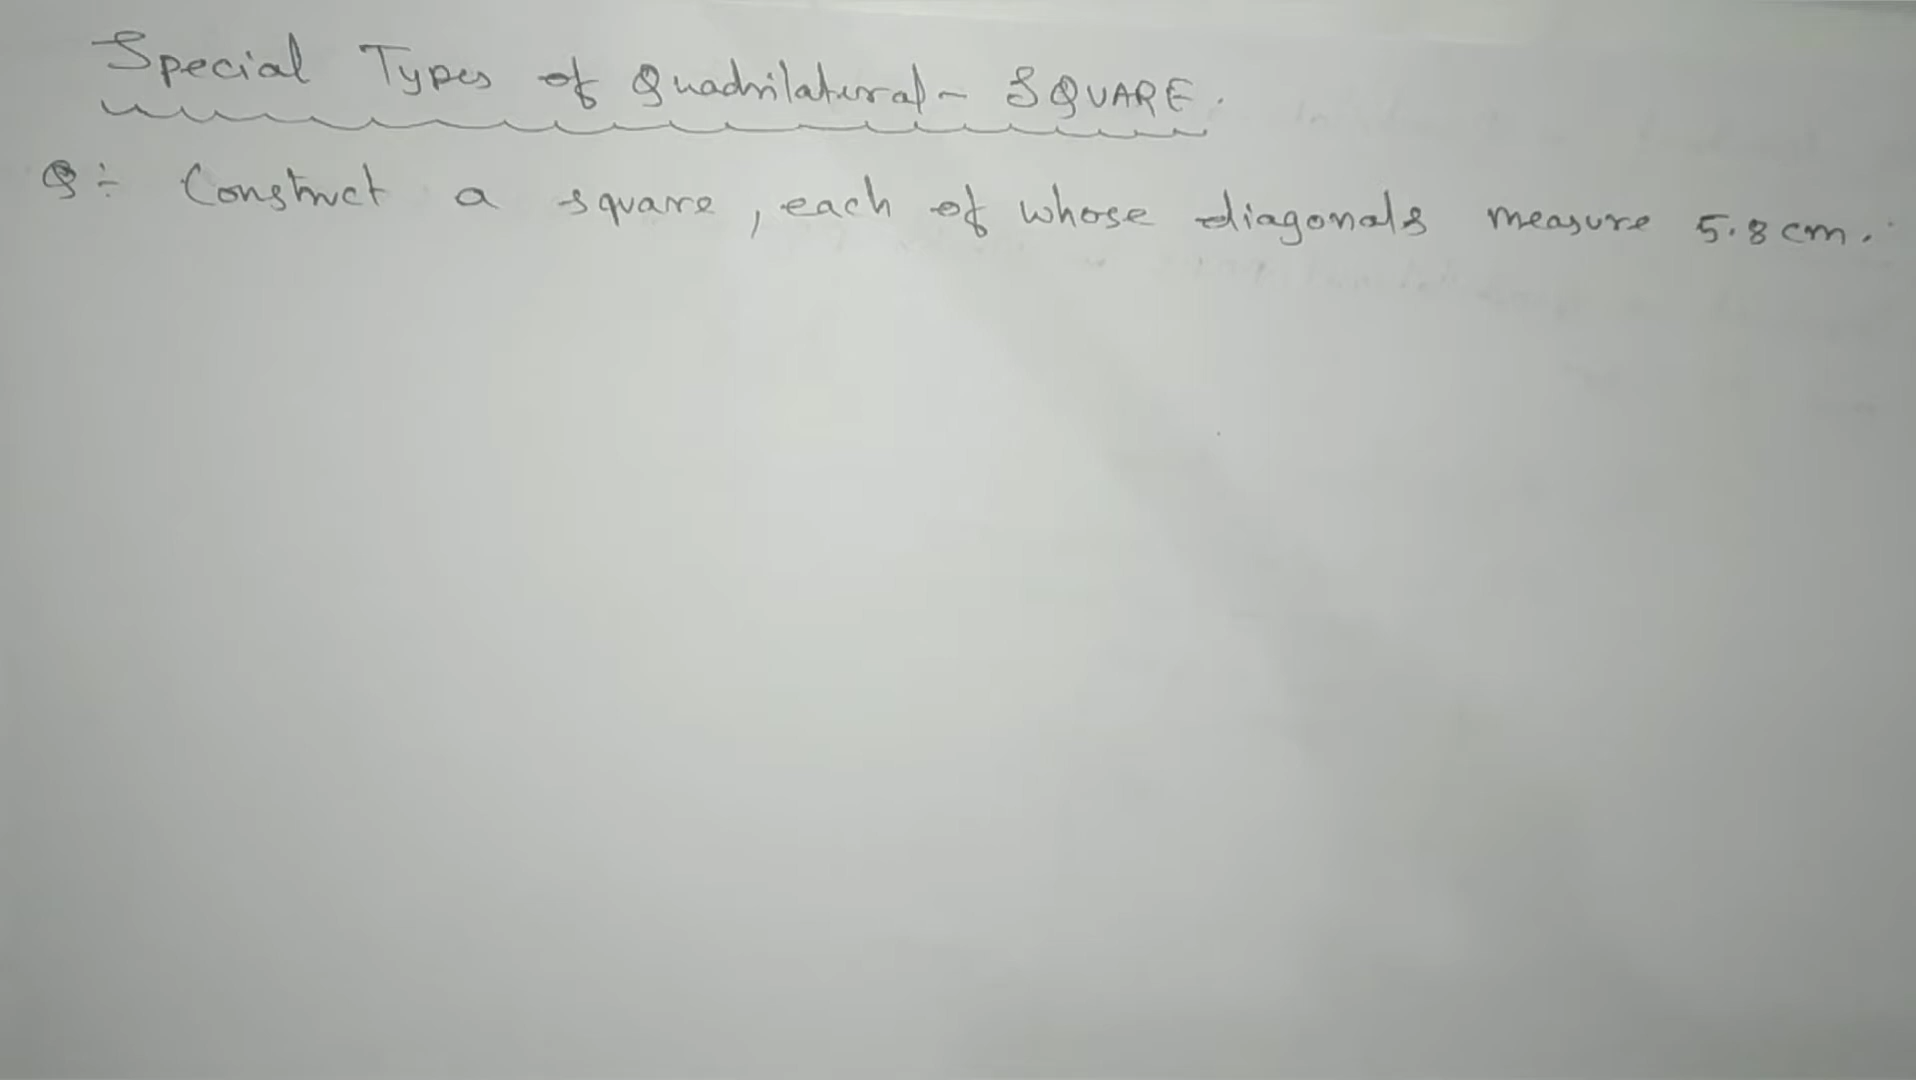 Special Types of Quadrilateral - SQUARE.
Q:- Construct a square, each of whose diagonals measure 5.8 cm.